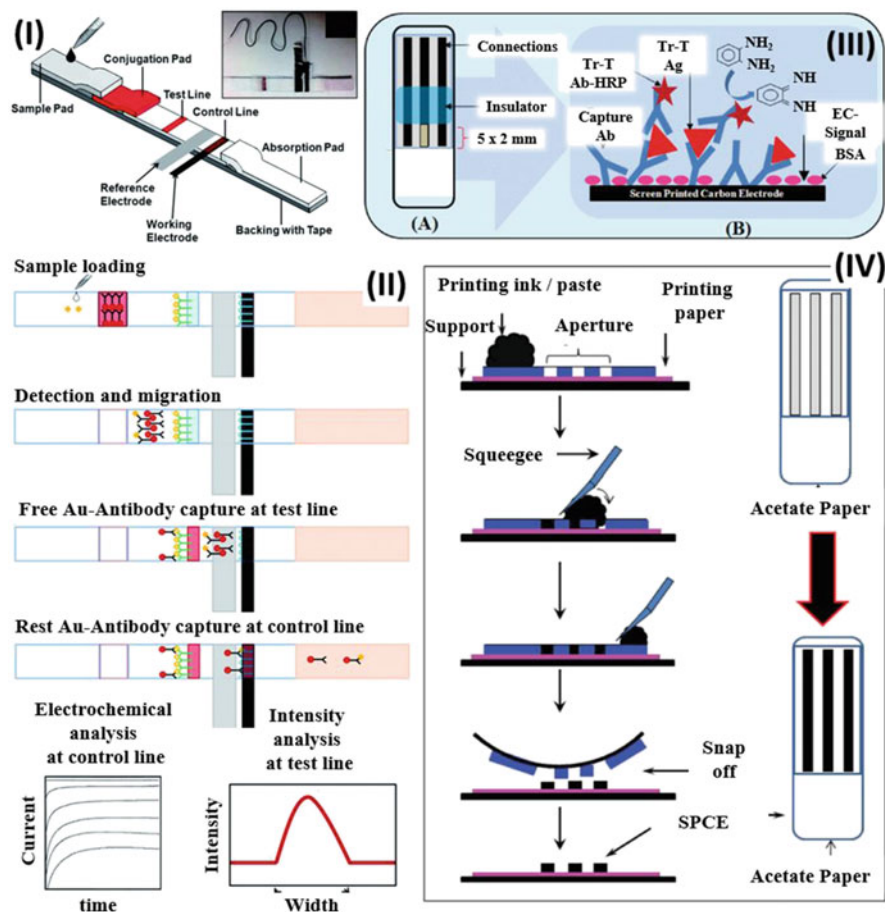 (I)
Conjugation Pad
Sample Pad
Test Line
Control Line
Absorption Pad
Reference
Electrode
Working
Electrode
Backing with Tape
(III)
Connections
Insulator
5 x 2 mm
(A)
Tr-T
Ab-HRP
Tr-T
Ag
Capture
Ab
NH₂
NH₂
NH
NH
EC-
Signal
BSA
Screen Printed Carbon Electrode
(B)
(II)
Sample loading
Detection and migration
Free Au-Antibody capture at test line
Rest Au-Antibody capture at control line
Electrochemical
analysis
at control line
Current
time
Intensity
analysis
at test line
Intensity
Width
(IV)
Printing ink / paste
Printing
paper
Support
Aperture
Squeegee
Snap
off
SPCE
Acetate Paper
Acetate Paper